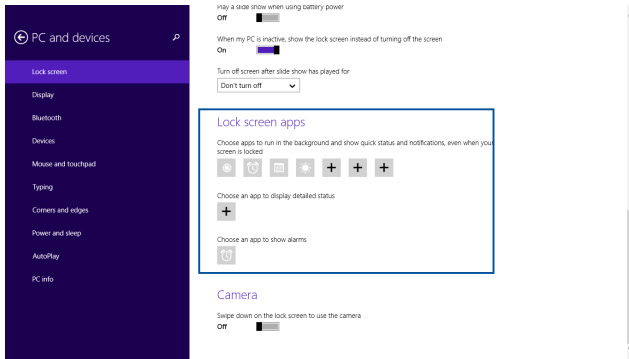 Play a slide show when using battery power
Off
PC and devices
When my PC is inactive, show the lock screen instead of turning off the screen
On
Lock screen
Turn off screen after slide show has played for
Don't turn off
Display
Bluetooth
Devices
Mouse and touchpad
Typing
Corners and edges
Power and sleep
AutoPlay
PC info
Lock screen apps
Choose apps to run in the background and show quick status and notifications, even when your
screen is locked
Choose an app to display detailed status
Choose an app to show alarms
Camera
Swipe down on the lock screen to use the camera
Off